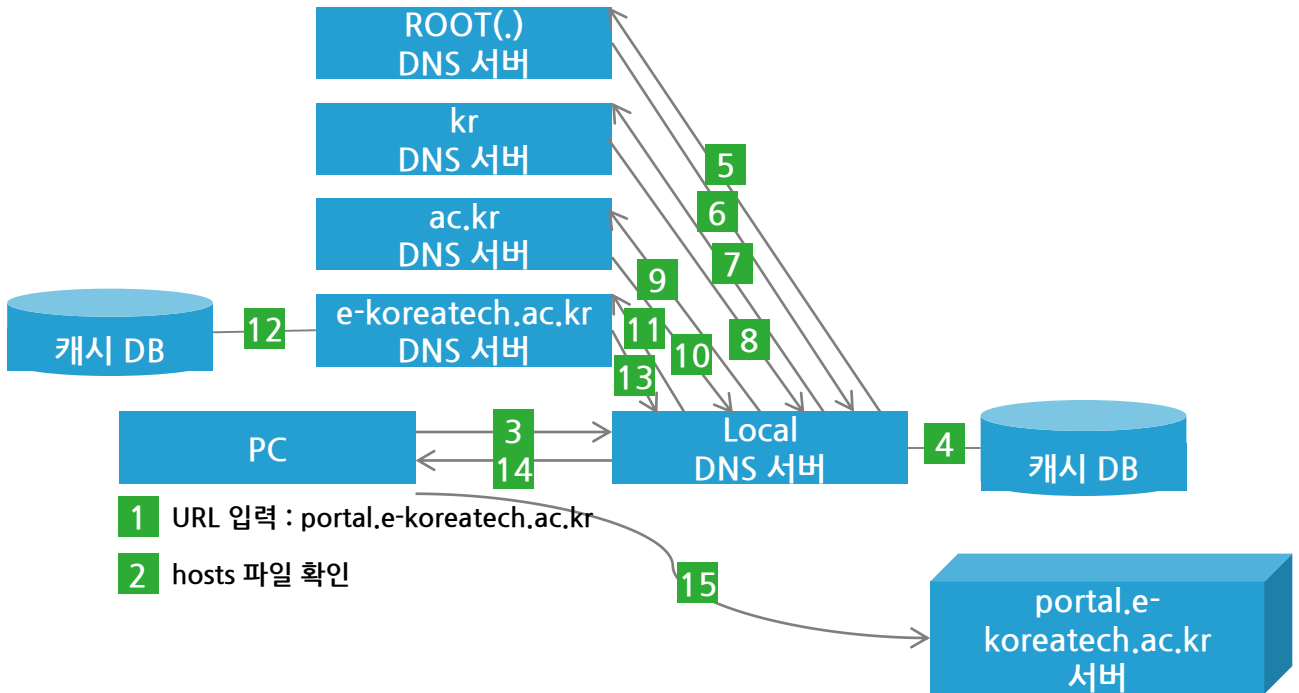 ROOT(.)
DNS 서버
kr
DNS 서버
5
6
ac.kr
DNS 서버
7
9
e-koreatech.ac.kr
DNS 서버
캐시 DB
12
11
8
10
13
PC
3
14
Local
DNS 서버
4
캐시 DB
1 URL 입력 : portal.e-koreatech.ac.kr
2 hosts 파일 확인
15
portal.e-
koreatech.ac.kr
서버